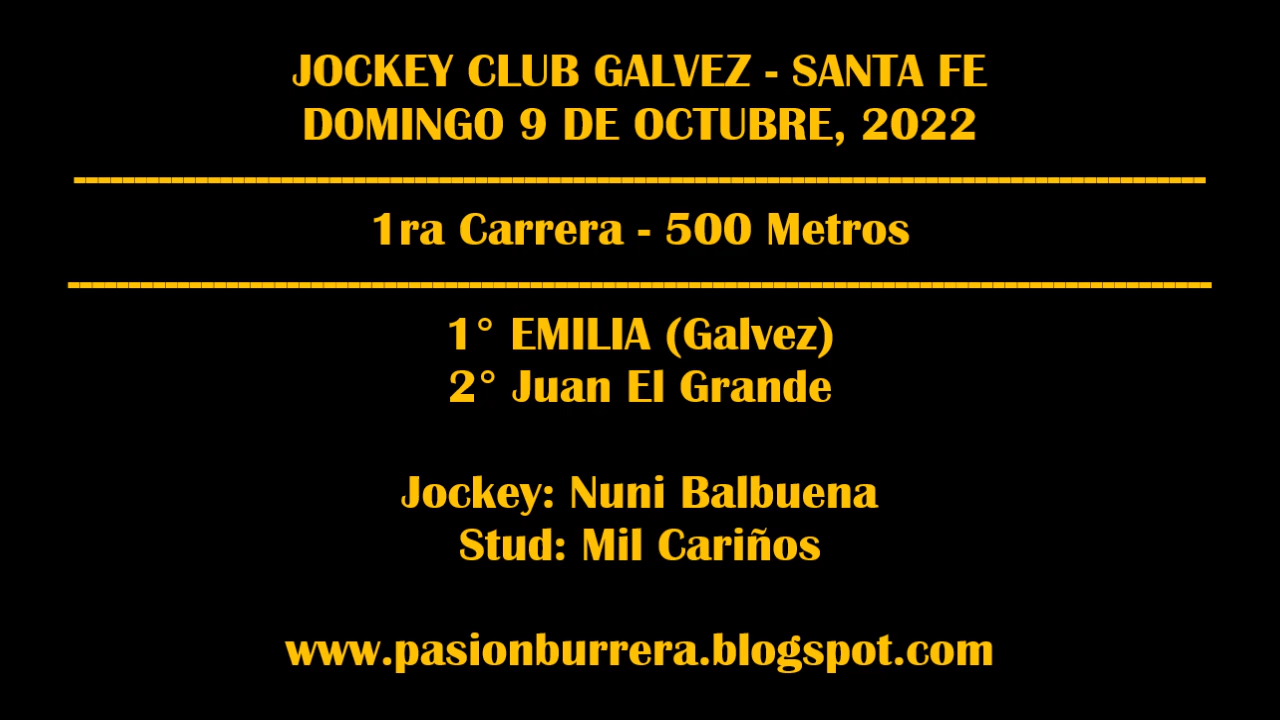 JOCKEY CLUB GALVEZ - SANTA FE
DOMINGO 9 DE OCTUBRE, 2022
1ra Carrera - 500 Metros
1° EMILIA (Galvez)
2° Juan El Grande
Jockey: Nuni Balbuena
Stud: Mil Cariños
www.pasionburrera.blogspot.com